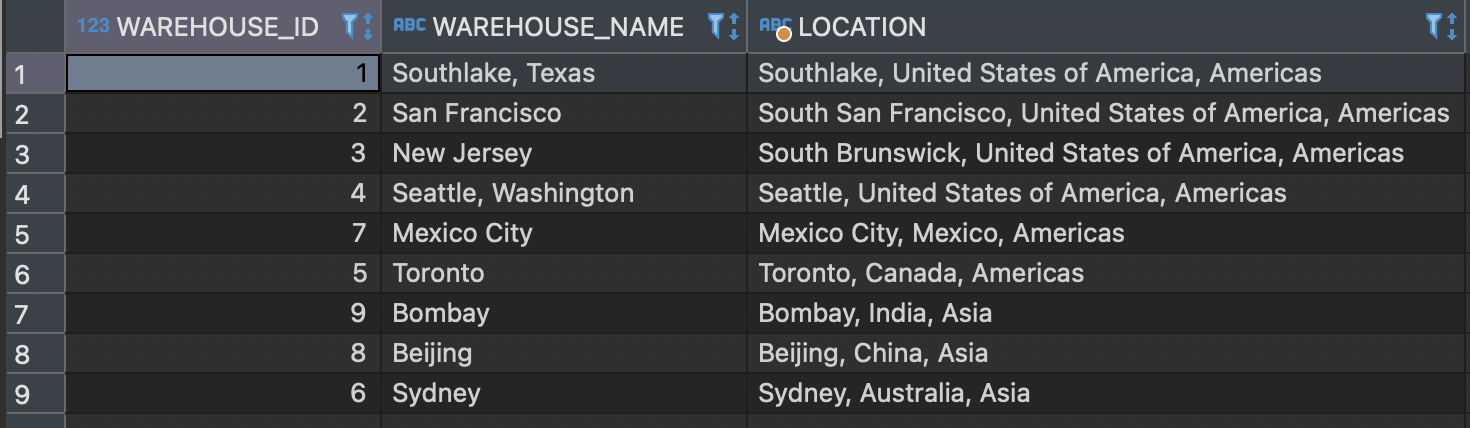 123 WAREHOUSE_ID ABC WAREHOUSE_NAME ABC LOCATION
1 1 Southlake, Texas Southlake, United States of America, Americas
2 2 San Francisco South San Francisco, United States of America, Americas
3 3 New Jersey South Brunswick, United States of America, Americas
4 4 Seattle, Washington Seattle, United States of America, Americas
5 7 Mexico City Mexico City, Mexico, Americas
6 5 Toronto Toronto, Canada, Americas
7 9 Bombay Bombay, India, Asia
8 8 Beijing Beijing, China, Asia
9 6 Sydney Sydney, Australia, Asia